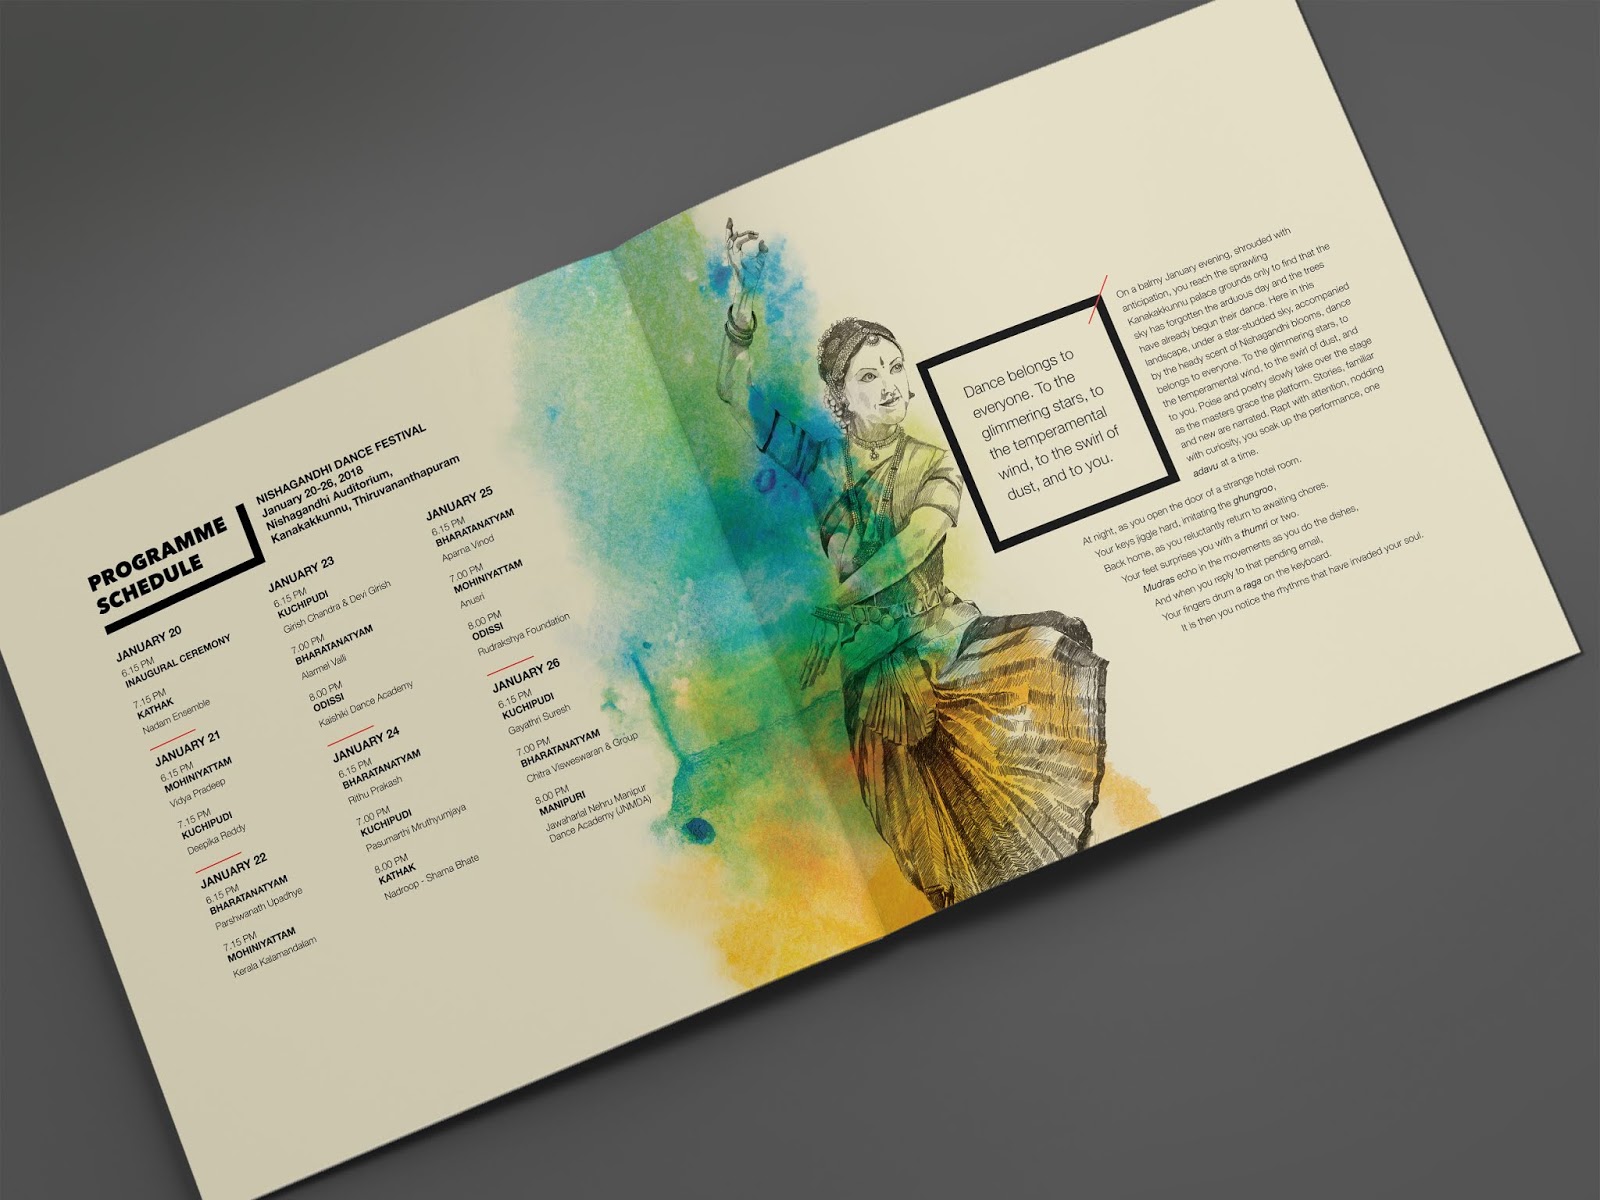 PROGRAMME
SCHEDULE
NISHAGANDHI DANCE FESTIVAL
January 20-26, 2018
Nishagandhi Auditorium,
Kanakakkunnu, Thiruvananthapuram
JANUARY 20
6.15 PM
INAUGURAL CEREMONY
7.15 PM
KATHAK
Nadam Ensemble
JANUARY 21
6.15 PM
MOHINIYATTAM
Vidya Pradeep
7.15 PM
KUCHIPUDI
Deepika Reddy
JANUARY 22
6.15 PM
BHARATANATYAM
Parshwanath Upadhye
7.15 PM
MOHINIYATTAM
Kerala Kalamandalam
JANUARY 23
6.15 PM
KUCHIPUDI
Girish Chandra & Devi Girish
7.00 PM
BHARATANATYAM
Alarmel Valli
8.00 PM
ODISSI
Kaishiki Dance Academy
JANUARY 24
6.15 PM
BHARATANATYAM
Rithu Prakash
7.00 PM
KUCHIPUDI
Pasumarthi Mruthyumjaya
8.00 PM
KATHAK
Nadroop - Shama Bhate
JANUARY 25
6.15 PM
BHARATANATYAM
Aparna Vinod
7.00 PM
MOHINIYATTAM
Anusri
8.00 PM
ODISSI
Rudrakshya Foundation
JANUARY 26
6.15 PM
KUCHIPUDI
Gayathri Suresh
7.00 PM
BHARATANATYAM
Chitra Visweswaran & Group
8.00 PM
MANIPURI
Jawaharlal Nehru Manipur
Dance Academy (JNMDA)
Dance belongs to
everyone. To the
glimmering stars, to
the temperamental
wind, to the swirl of
dust, and to you.
On a balmy January evening, shrouded with
anticipation, you reach the sprawling
Kanakakkunnu palace grounds only to find that the
sky has forgotten the arduous day and the trees
have already begun their dance. Here in this
landscape, under a star-studded sky, accompanied
by the heady scent of Nishagandhi blooms, dance
belongs to everyone. To the glimmering stars, to
the temperamental wind, to the swirl of dust, and
to you. Poise and poetry slowly take over the stage
as the masters grace the platform. Stories, familiar
and new are narrated. Rapt with attention, nodding
with curiosity, you soak up the performance, one
adavu at a time.
At night, as you open the door of a strange hotel room.
Your keys jiggle hard, imitating the ghungroo,
Back home, as you reluctantly return to awaiting chores.
Your feet surprises you with a thumri or two.
Mudras echo in the movements as you do the dishes,
And when you reply to that pending email,
Your fingers drum a raga on the keyboard.
It is then you notice the rhythms that have invaded your soul.